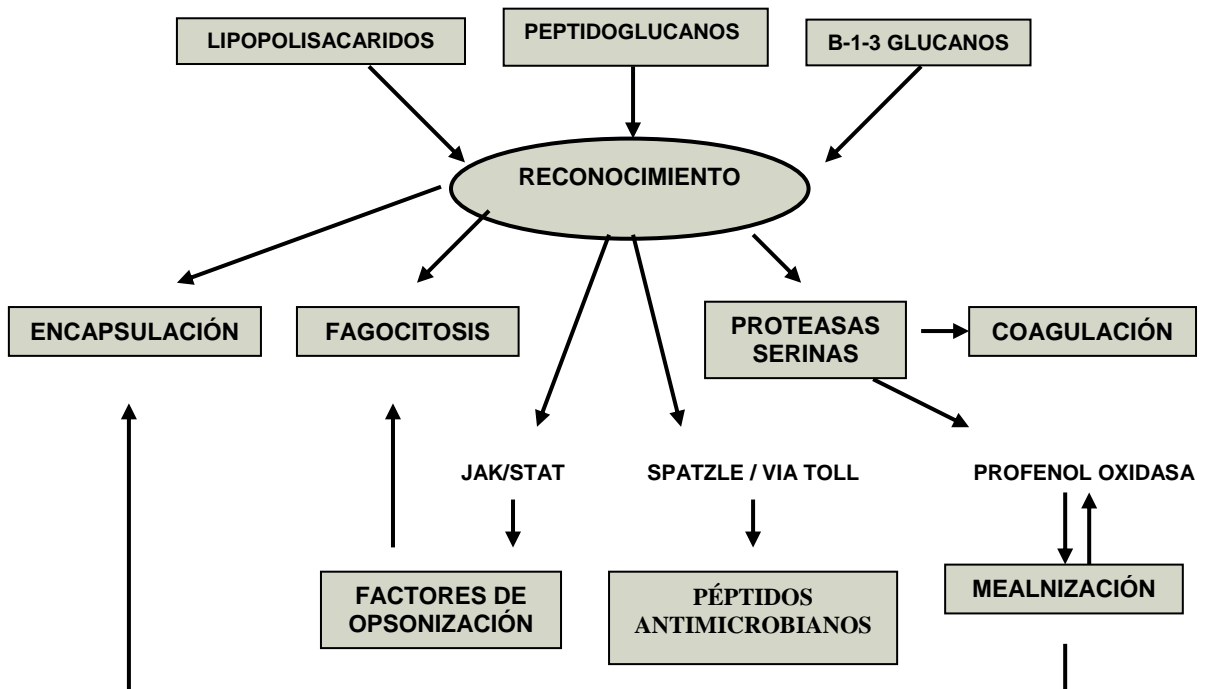 LIPOPOLISACARIDOS
PEPTIDOGLUCANOS
B-1-3 GLUCANOS
RECONOCIMIENTO
ENCAPSULACIÓN
FAGOCITOSIS
PROTEASAS
SERINAS
COAGULACIÓN
JAK/STAT
SPATZLE / VIA TOLL
PROFENOL OXIDASA
FACTORES DE
OPSONIZACIÓN
PÉPTIDOS
ANTIMICROBIANOS
MEALNIZACIÓN